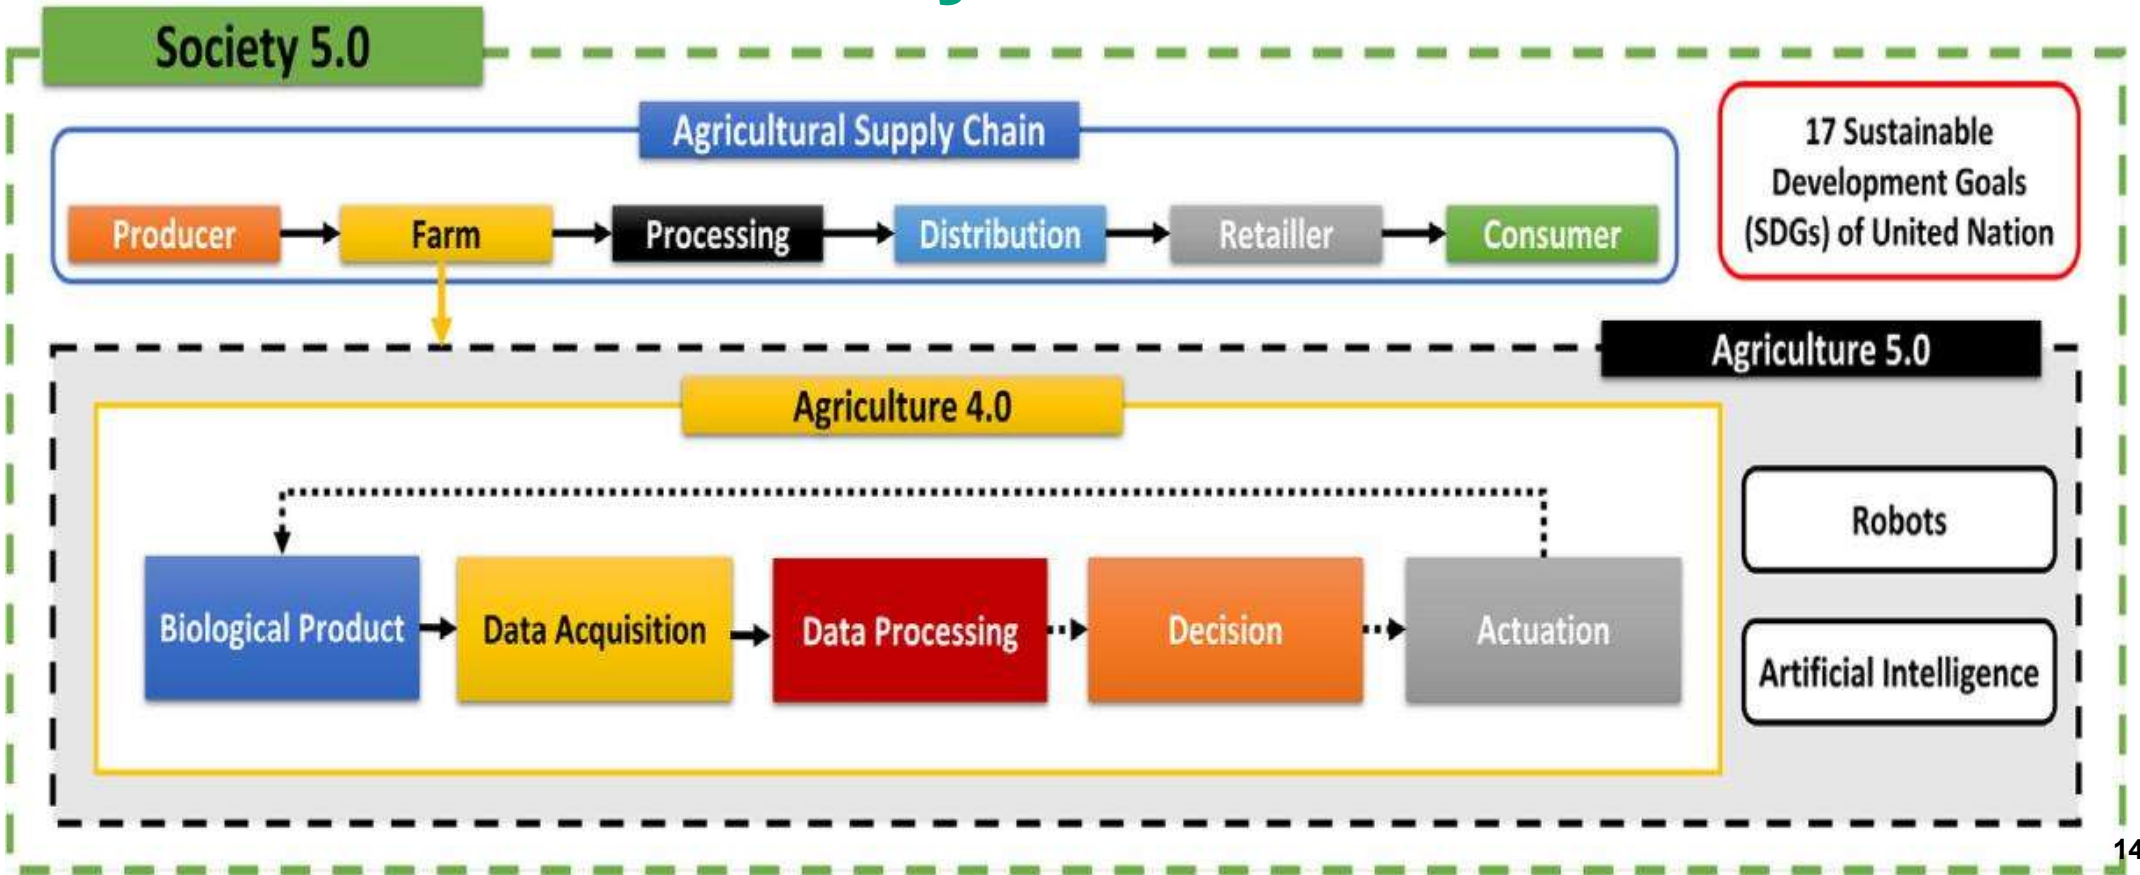 Society 5.0
Agricultural Supply Chain
Producer
Farm
Processing
Distribution
Retailler
Consumer
17 Sustainable
Development Goals
(SDGs) of United Nation
Agriculture 5.0
Agriculture 4.0
Biological Product
Data Acquisition
Data Processing
Decision
Actuation
Robots
Artificial Intelligence
14